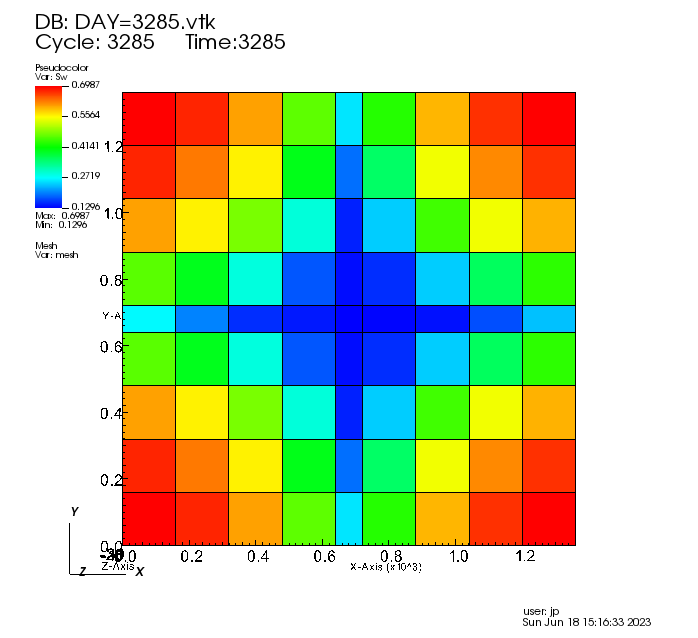 DB: DAY=3285.vtk
Cycle: 3285 Time:3285
Pseudocolor
Var: Sw
0.6987
0.5564
0.4141
0.2719
0.1296
Max: 0.6987
Min: 0.1296
Mesh
Var: mesh
1.2
1.0
0.8
Y-A
0.6
0.4
0.2
0.0
0.2
0.4
0.6
0.8
1.0
1.2
Z-Axis
X-Axis (x10^3)
Y
Z
X
user: jp
Sun Jun 18 15:16:33 2023